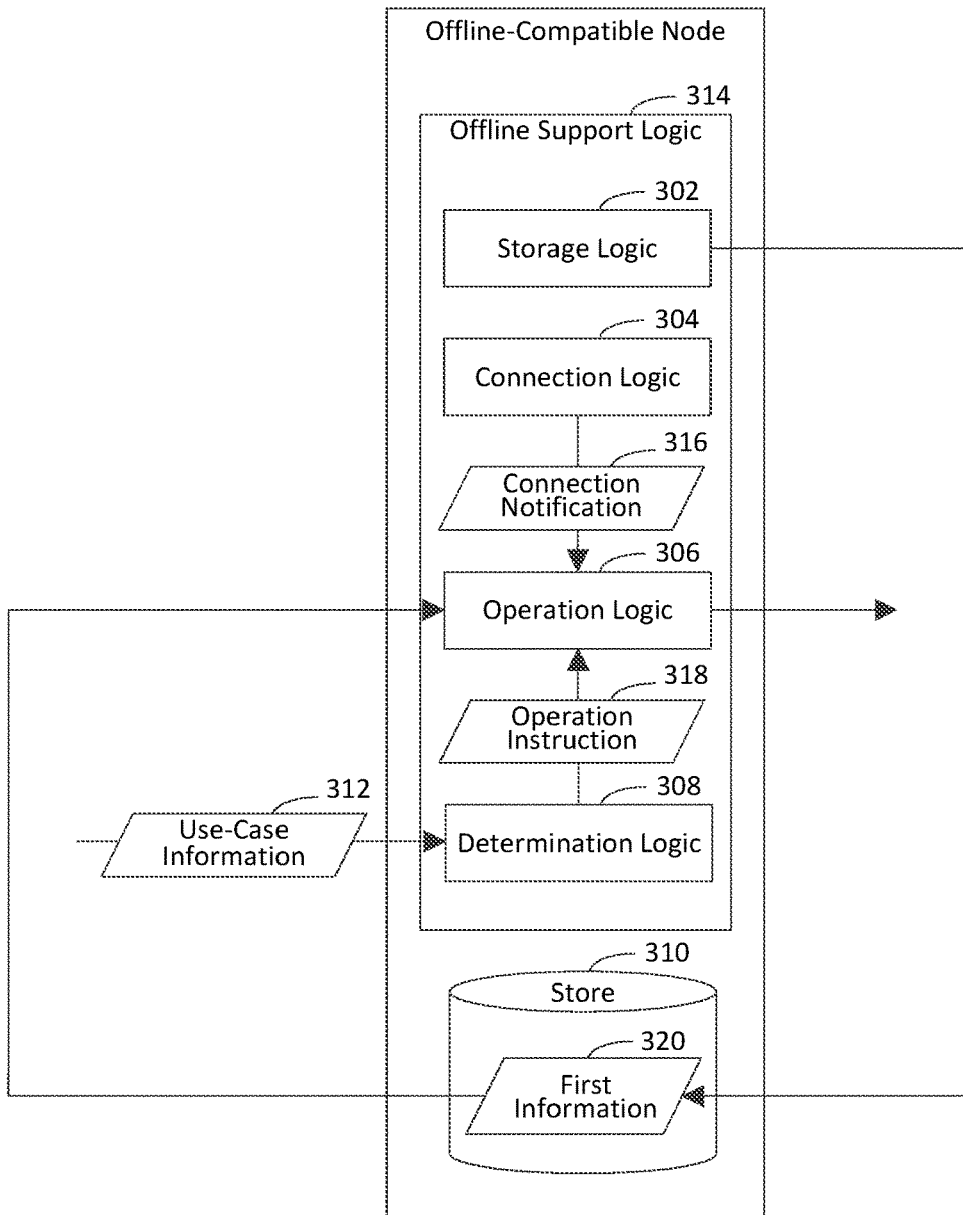 Offline-Compatible Node
314
Offline Support Logic
302
Storage Logic
304
Connection Logic
316
Connection
Notification
306
Operation Logic
318
Operation
Instruction
312
308
Use-Case
Information
Determination Logic
310
Store
320
First
Information